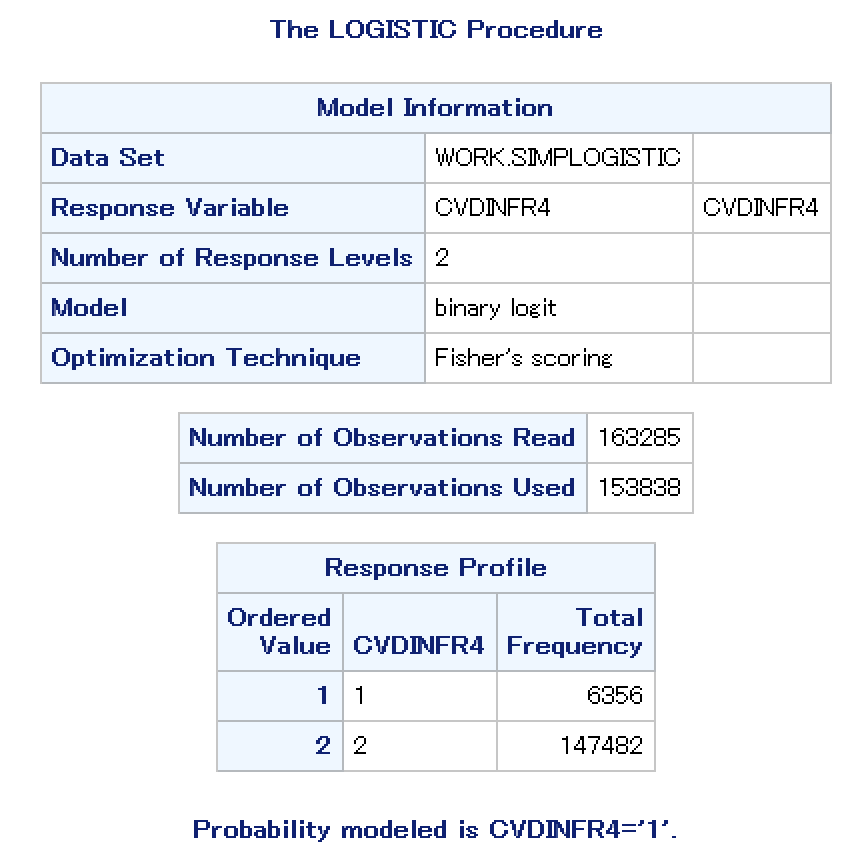 The LOGISTIC Procedure
Model Information
Data Set WORK.SIMPLOGISTIC
Response Variable CVDINFR4 CVDINFR4
Number of Response Levels 2
Model binary logit
Optimization Technique Fisher's scoring
Number of Observations Read 163285
Number of Observations Used 153838
Response Profile
Ordered Value CVDINFR4 Total Frequency
1 1 6356
2 2 147482
Probability modeled is CVDINFR4='1'.